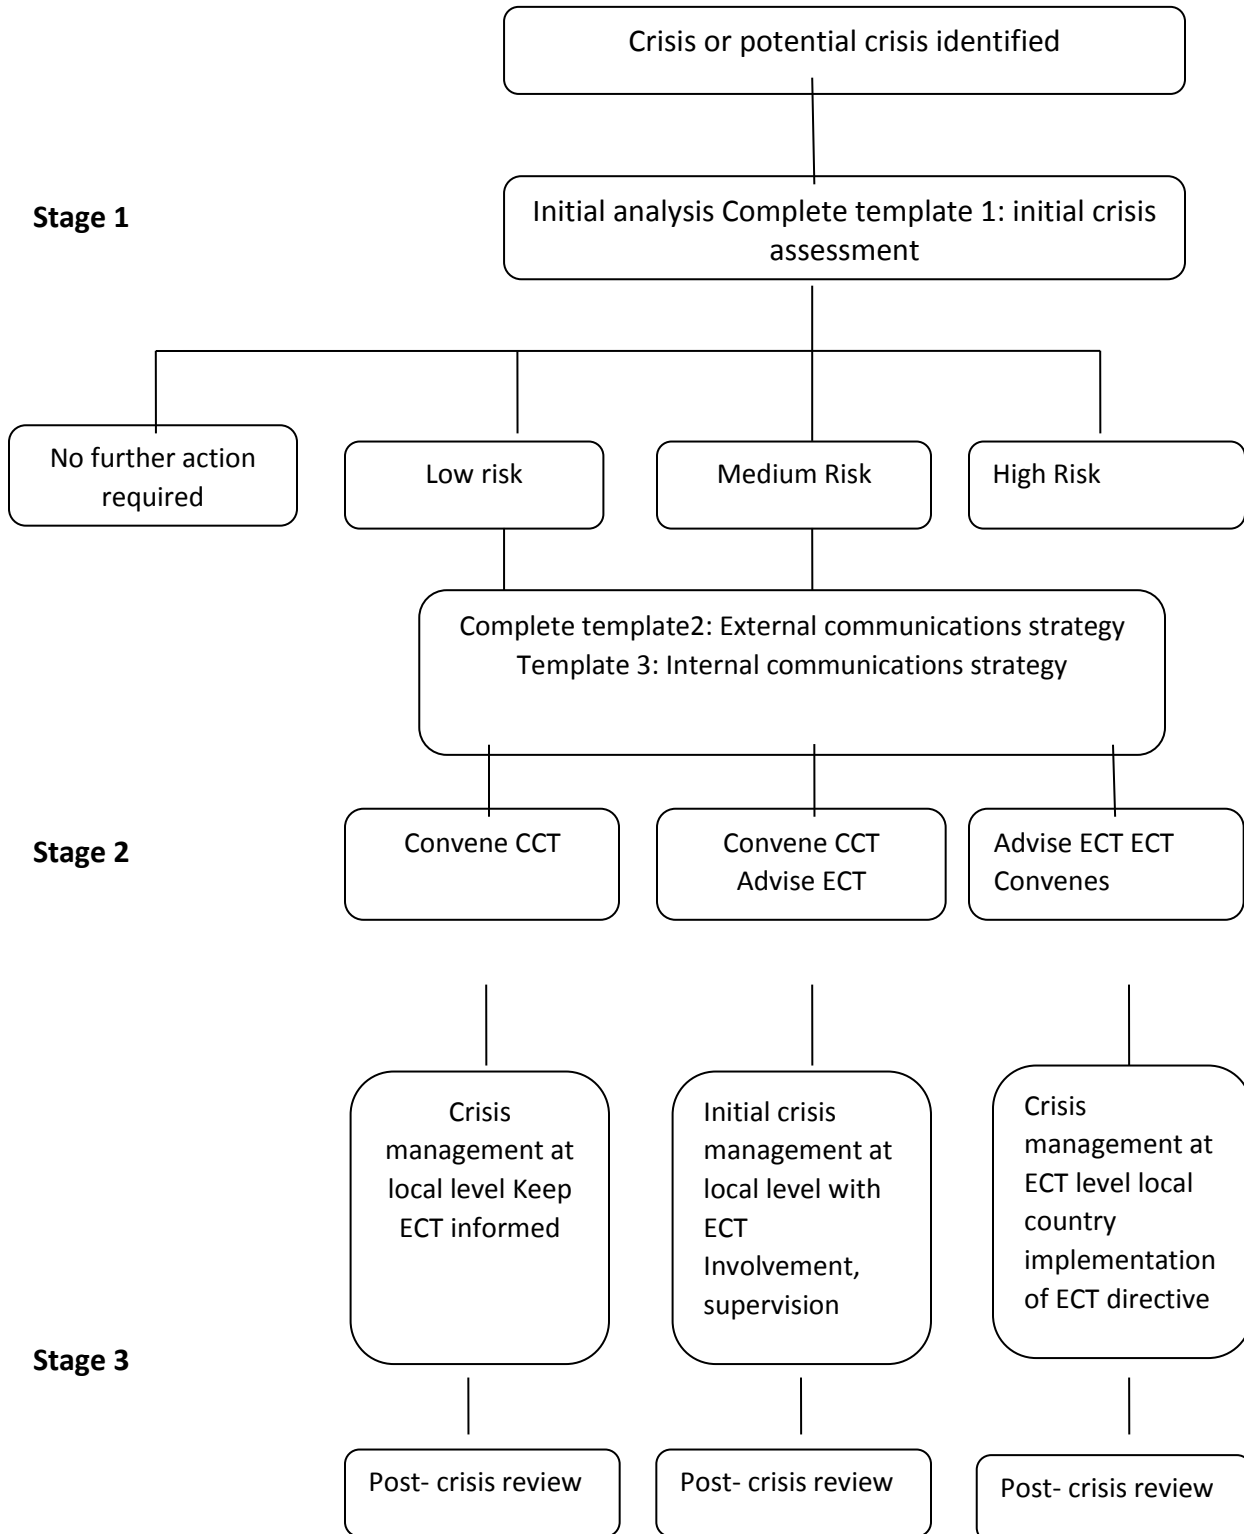 Crisis or potential crisis identified
Stage 1
Initial analysis Complete template 1: initial crisis
assessment
No further action
required
Low risk
Medium Risk
High Risk
Complete template2: External communications strategy
Template 3: Internal communications strategy
Stage 2
Convene CCT
Convene CCT
Advise ECT
Advise ECT ECT
Convenes
Crisis
management at
local level Keep
ECT informed
Initial crisis
management at
local level with
ECT
Involvement,
supervision
Crisis
management at
ECT level local
country
implementation
of ECT directive
Stage 3
Post- crisis review
Post- crisis review
Post- crisis review